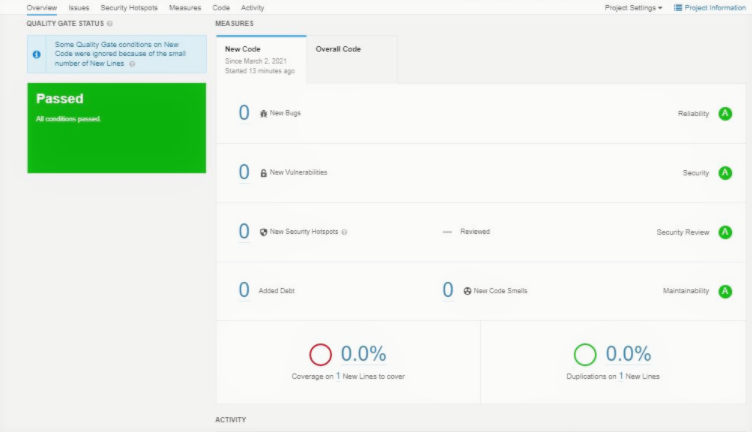 Overview Issues Security Hotspots Measures Code Activity Project Settings Project Information
QUALITY GATE STATUS
MEASURES
Some Quality Gate conditions on New
Code were ignored because of the small
number of New Lines
Passed
All conditions passed.
New Code
Since March 2, 2021
Started 13 minutes ago
Overall Code
0 New Bugs Reliability A
0 New Vulnerabilities Security A
0 New Security Hotspots — Reviewed Security Review A
0 Added Debt 0 New Code Smells Maintainability A
0.0%
Coverage on 1 New Lines to cover
0.0%
Duplications on 1 New Lines
ACTIVITY